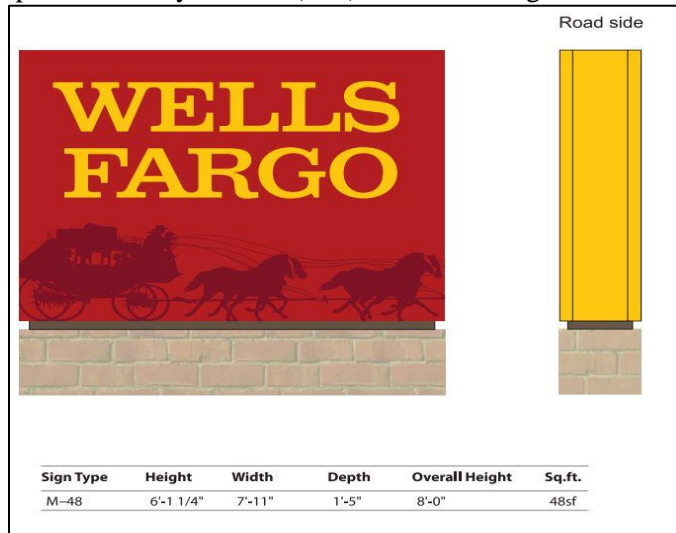 Road side
WELLS
FARGO
Sign Type Height Width Depth Overall Height Sq.ft.
M–48 6'-1 1/4" 7'-11" 1'-5" 8'-0" 48sf